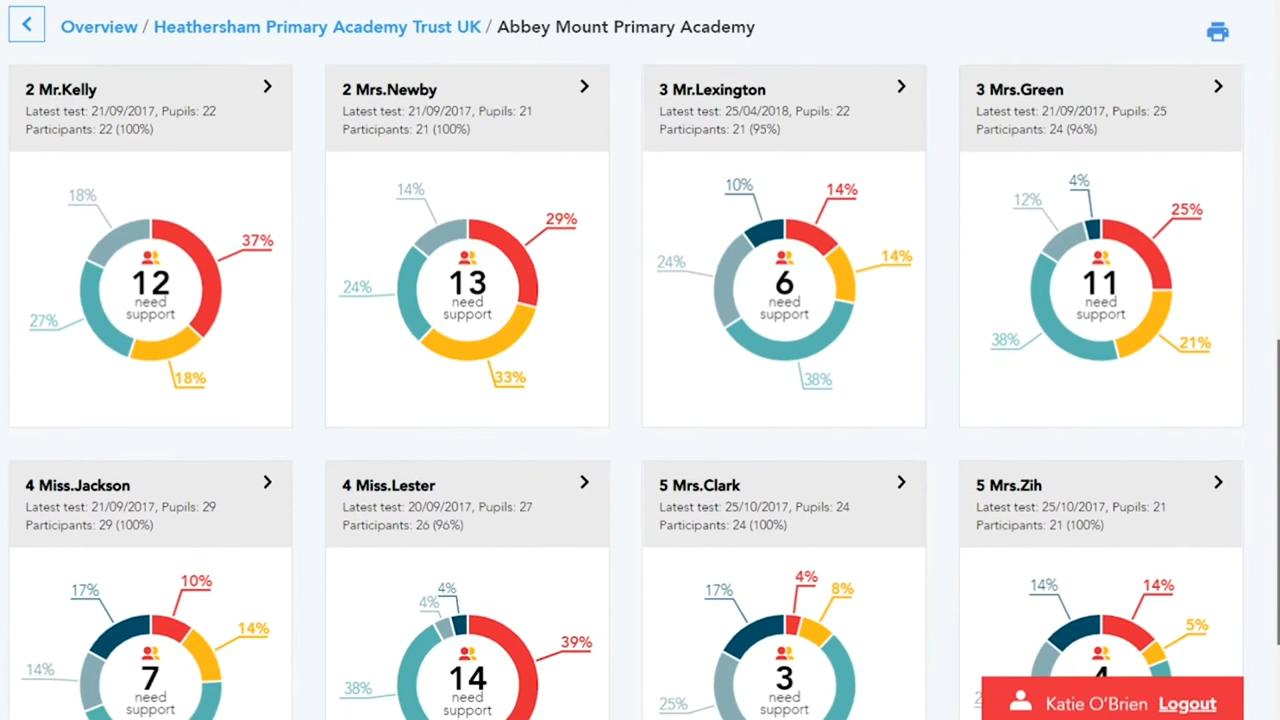 Overview / Heathersham Primary Academy Trust UK / Abbey Mount Primary Academy
2 Mr.Kelly
Latest test: 21/09/2017, Pupils: 22
Participants: 22 (100%)
18%
37%
12
need
support
27%
18%
2 Mrs.Newby
Latest test: 21/09/2017, Pupils: 21
Participants: 21 (100%)
14%
29%
13
need
support
24%
33%
3 Mr.Lexington
Latest test: 25/04/2018, Pupils: 22
Participants: 21 (95%)
10%
14%
24%
14%
6
need
support
38%
3 Mrs.Green
Latest test: 21/09/2017, Pupils: 25
Participants: 24 (96%)
4%
12%
25%
11
need
support
38%
21%
4 Miss.Jackson
Latest test: 21/09/2017, Pupils: 29
Participants: 29 (100%)
17%
10%
14%
14%
7
need
support
4 Miss.Lester
Latest test: 20/09/2017, Pupils: 27
Participants: 26 (96%)
4%
4%
39%
38%
14
need
support
5 Mrs.Clark
Latest test: 25/10/2017, Pupils: 24
Participants: 24 (100%)
17%
4%
8%
25%
3
need
support
5 Mrs.Zih
Latest test: 25/10/2017, Pupils: 21
Participants: 21 (100%)
14%
14%
5%
Katie O'Brien Logout